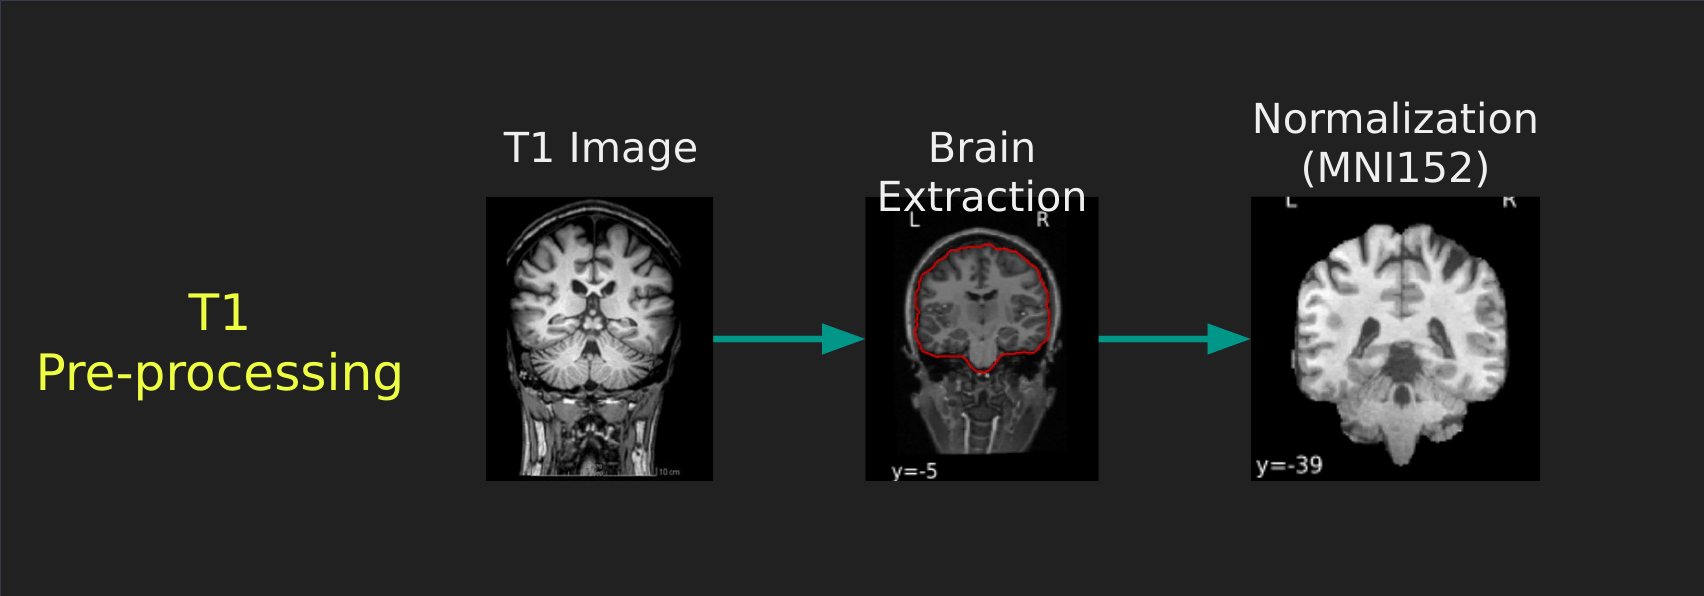 T1
Pre-processing
T1 Image
Brain
Extraction
Normalization
(MNI152)
L R
y=-5
L R
y=-39
10 cm